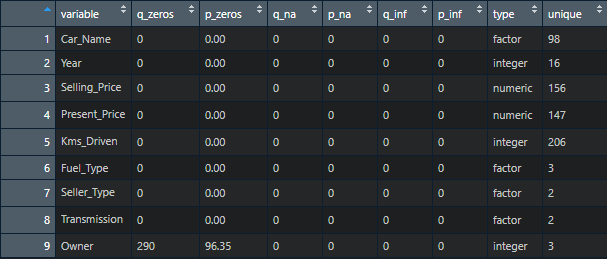 variable q_zeros p_zeros q_na p_na q_inf p_inf type unique
1 Car_Name 0 0.00 0 0 0 0 factor 98
2 Year 0 0.00 0 0 0 0 integer 16
3 Selling_Price 0 0.00 0 0 0 0 numeric 156
4 Present_Price 0 0.00 0 0 0 0 numeric 147
5 Kms_Driven 0 0.00 0 0 0 0 integer 206
6 Fuel_Type 0 0.00 0 0 0 0 factor 3
7 Seller_Type 0 0.00 0 0 0 0 factor 2
8 Transmission 0 0.00 0 0 0 0 factor 2
9 Owner 290 96.35 0 0 0 0 integer 3